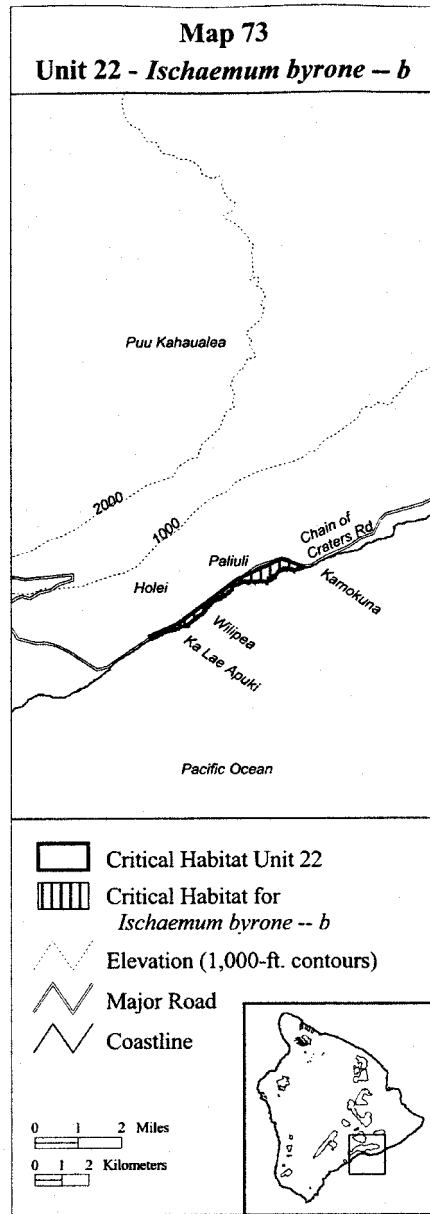 Map 73
Unit 22 - Ischaemum byrone -- b
Puu Kahaualea
2000
1000
Chain of
Craters Rd
Paliuli
Holei
Kamokuna
Wilipea
Ka Lae Apuki
Pacific Ocean
Critical Habitat Unit 22
Critical Habitat for
Ischaemum byrone -- b
Elevation (1,000-ft. contours)
Major Road
Coastline
0 1 2 Miles
0 1 2 Kilometers